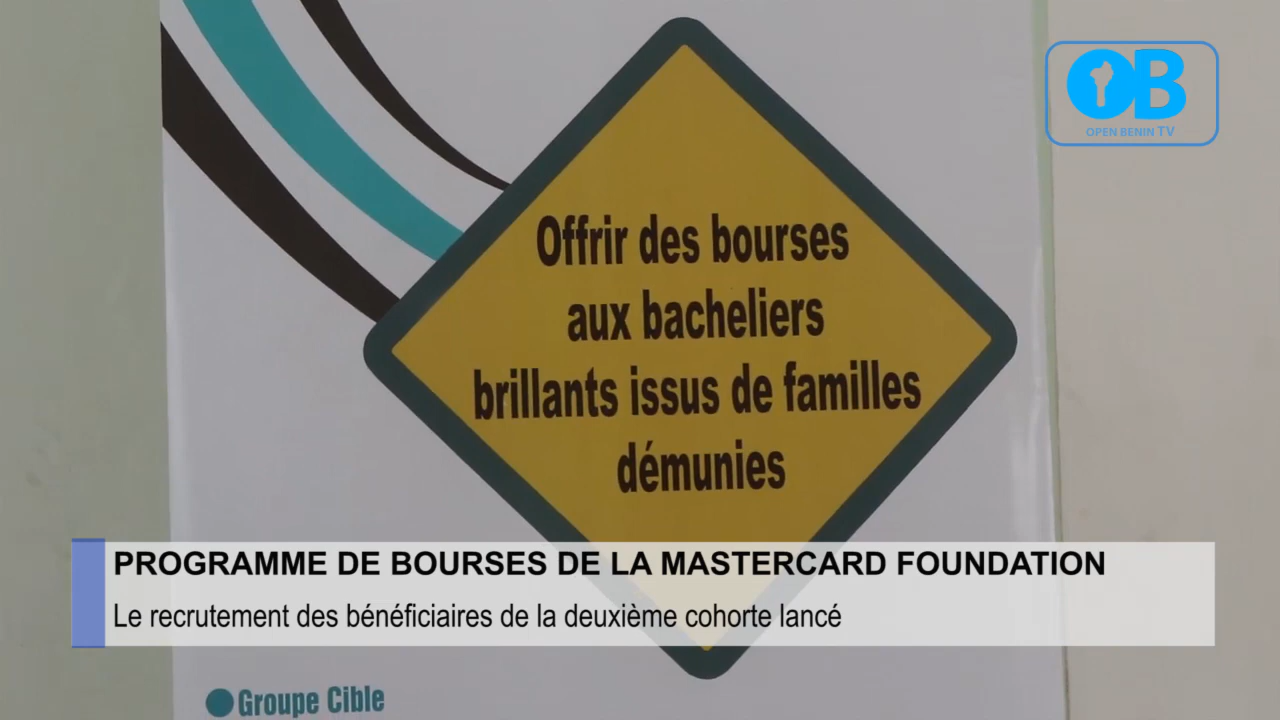 OB
OPEN BENIN TV
Offrir des bourses
aux bacheliers
brillants issus de familles
démunies
PROGRAMME DE BOURSES DE LA MASTERCARD FOUNDATION
Le recrutement des bénéficiaires de la deuxième cohorte lancé
Groupe Cible